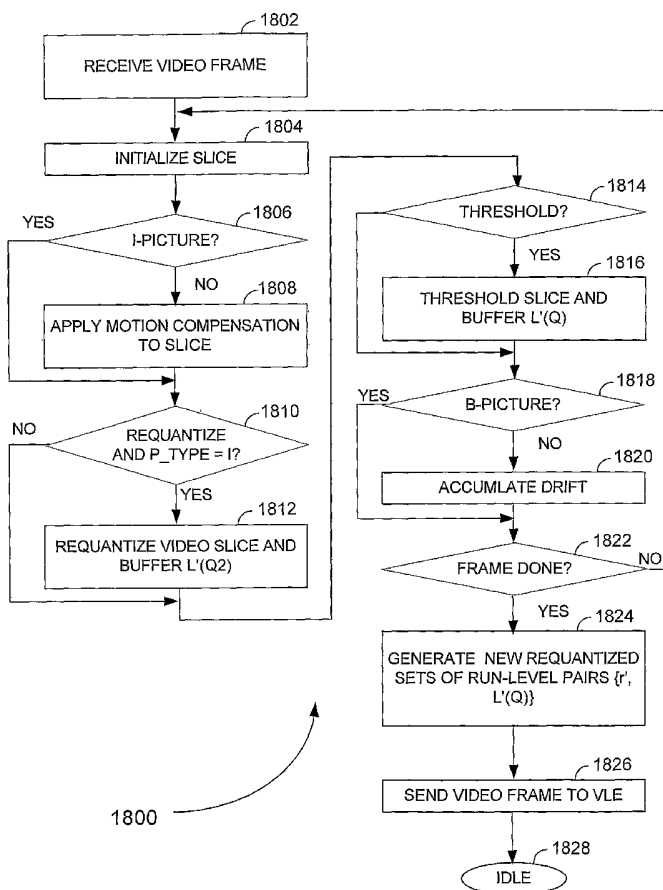 1802
RECEIVE VIDEO FRAME
1804
INITIALIZE SLICE
1806
YES
I-PICTURE?
NO
1808
APPLY MOTION COMPENSATION
TO SLICE
1810
NO
REQUANTIZE
AND P_TYPE = I?
YES
1812
REQUANTIZE VIDEO SLICE AND
BUFFER L'(Q2)
1814
THRESHOLD?
YES
1816
THRESHOLD SLICE AND
BUFFER L'(Q)
1818
YES
B-PICTURE?
NO
1820
ACCUMLATE DRIFT
1822
FRAME DONE?
NO
YES
1824
GENERATE NEW REQUANTIZED
SETS OF RUN-LEVEL PAIRS {r',
L'(Q)}
1826
SEND VIDEO FRAME TO VLE
1828
IDLE
1800